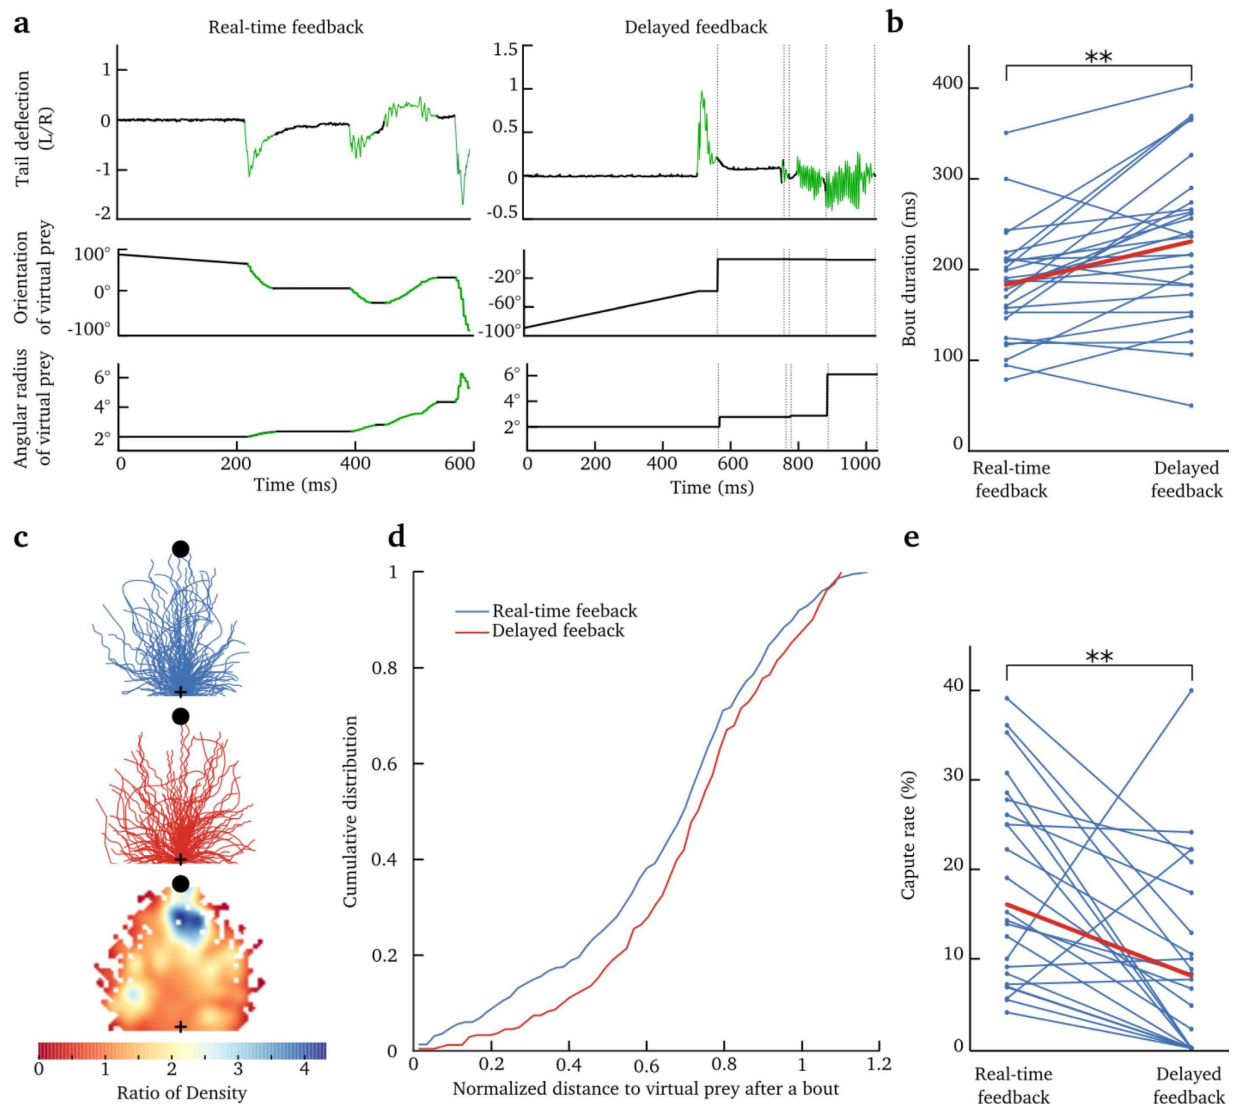 a
Real-time feedback
Delayed feedback
Tail deflection
(L/R)
1
0
-1
-2
1.5
1
0.5
0
-0.5
Orientation
of virtual prey
100°
0°
-100°
-20°
-60°
-100°
Angular radius
of virtual prey
6°
4°
2°
6°
4°
2°
0
200
400
600
Time (ms)
0
200
400
600
800
1000
Time (ms)
b
**
Bout duration (ms)
400
300
200
100
0
Real-time
feedback
Delayed
feedback
c
0
1
2
3
4
Ratio of Density
d
Real-time feeback
Delayed feeback
Cumulative distribution
1
0.8
0.6
0.4
0.2
0
0
0.2
0.4
0.6
0.8
1
1.2
Normalized distance to virtual prey after a bout
e
**
Capute rate (%)
40
30
20
10
0
Real-time
feedback
Delayed
feedback